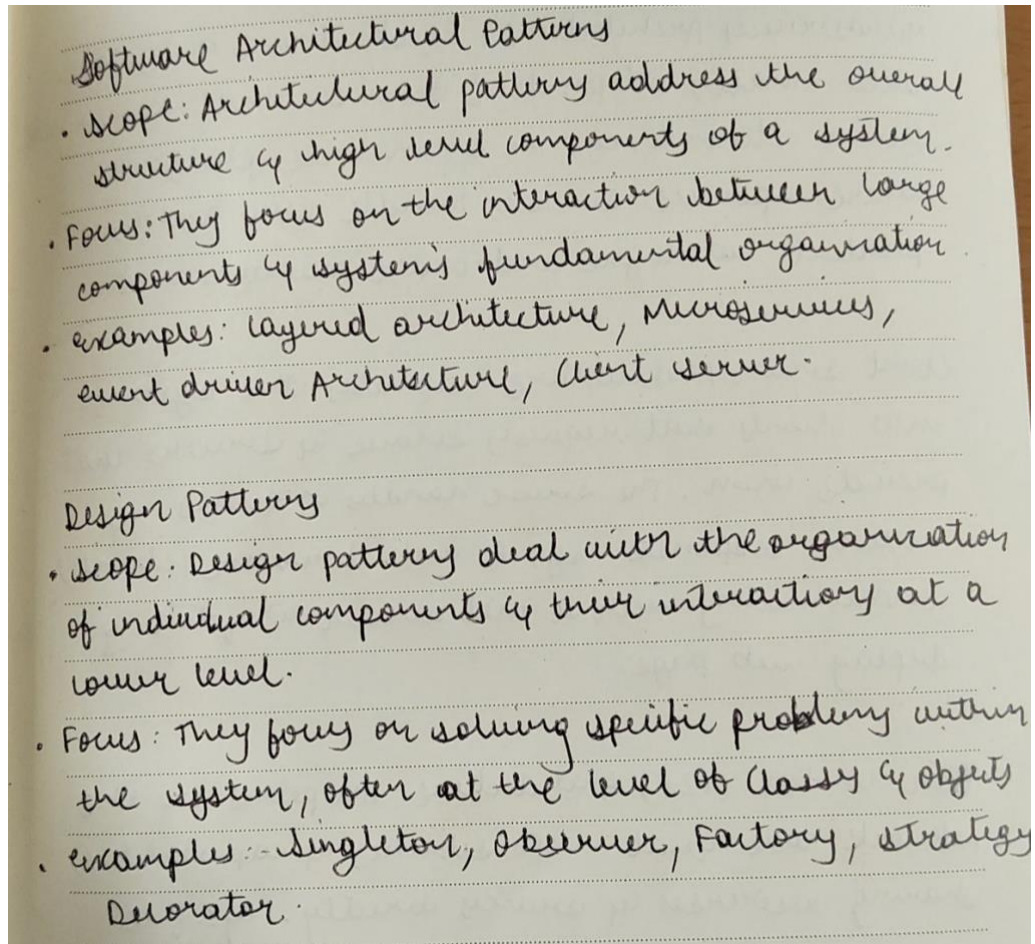 Software Architectural Patterns
• Scope: Architectural patterns address the overall
structure & high level components of a system.
• Focus: They focus on the interaction between large
components & system's fundamental organisation.
• examples: Layered architecture, Microservices,
event driven Architecture, Client server.
Design Patterns
• Scope: Design patterns deal with the organization
of individual components & their interactions at a
lower level.
• Focus: They focus on solving specific problems within
the system, often at the level of Classes & objects
• examples: Singleton, Observer, Factory, Strategy
Decorator.